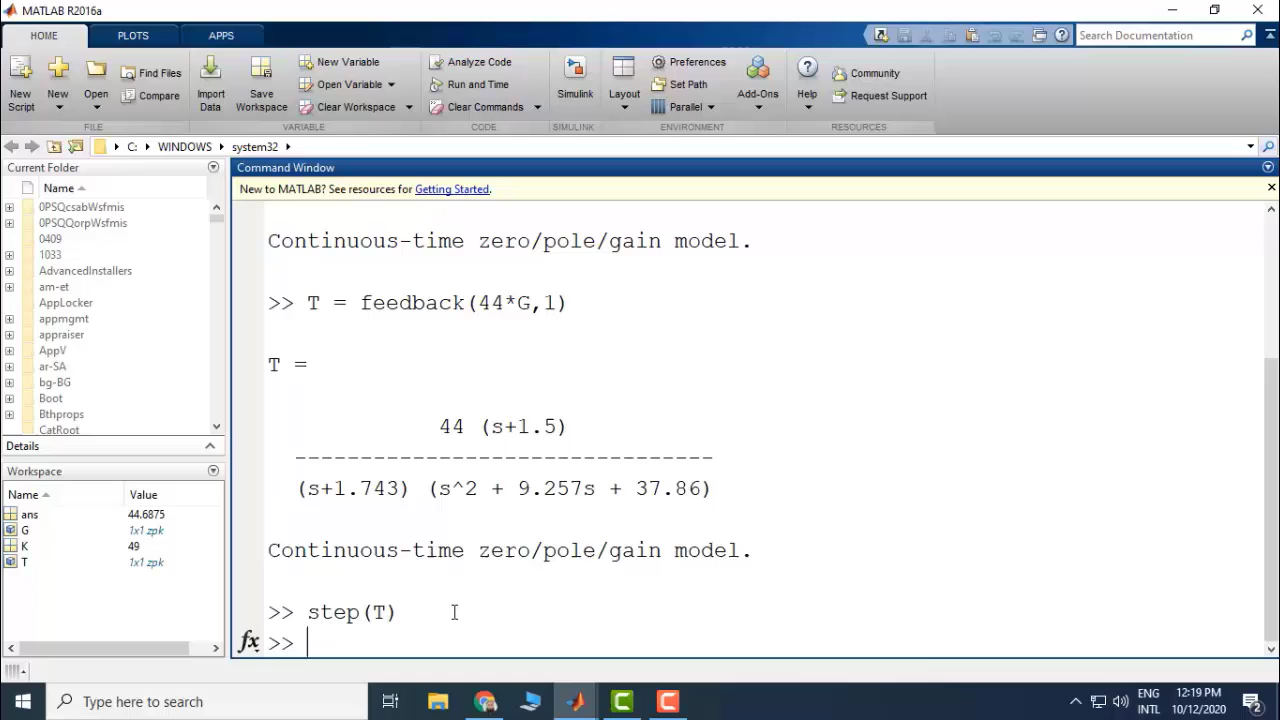 MATLAB R2016a
HOME PLOTS APPS Search Documentation
New Script New Open Find Files Compare Import Data Save Workspace New Variable Open Variable Clear Workspace Analyze Code Run and Time Clear Commands Simulink Layout Preferences Set Path Parallel Add-Ons Help Community Request Support
FILE VARIABLE CODE SIMULINK ENVIRONMENT RESOURCES
C: WINDOWS system32
Current Folder
Name
0PSQcsabWsfmis
0PSQQorpWsfmis
0409
1033
AdvancedInstallers
am-et
AppLocker
appmgmt
appraiser
AppV
ar-SA
bg-BG
Boot
Bthprops
CatRoot
Details
Workspace
Name Value
ans 44.6875
G 1x1 zpk
K 49
T 1x1 zpk
Command Window
New to MATLAB? See resources for Getting Started.
Continuous-time zero/pole/gain model.
>> T = feedback(44*G,1)
T =
44 (s+1.5)
--------------------------------
(s+1.743) (s^2 + 9.257s + 37.86)
Continuous-time zero/pole/gain model.
>> step(T)
fx >>
Type here to search
ENG
INTL
12:19 PM
10/12/2020
2